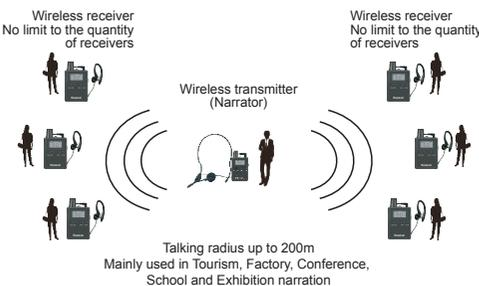 Wireless receiver
No limit to the quantity
of receivers
Wireless receiver
No limit to the quantity
of receivers
Wireless transmitter
(Narrator)
Talking radius up to 200m
Mainly used in Tourism, Factory, Conference,
School and Exhibition narration